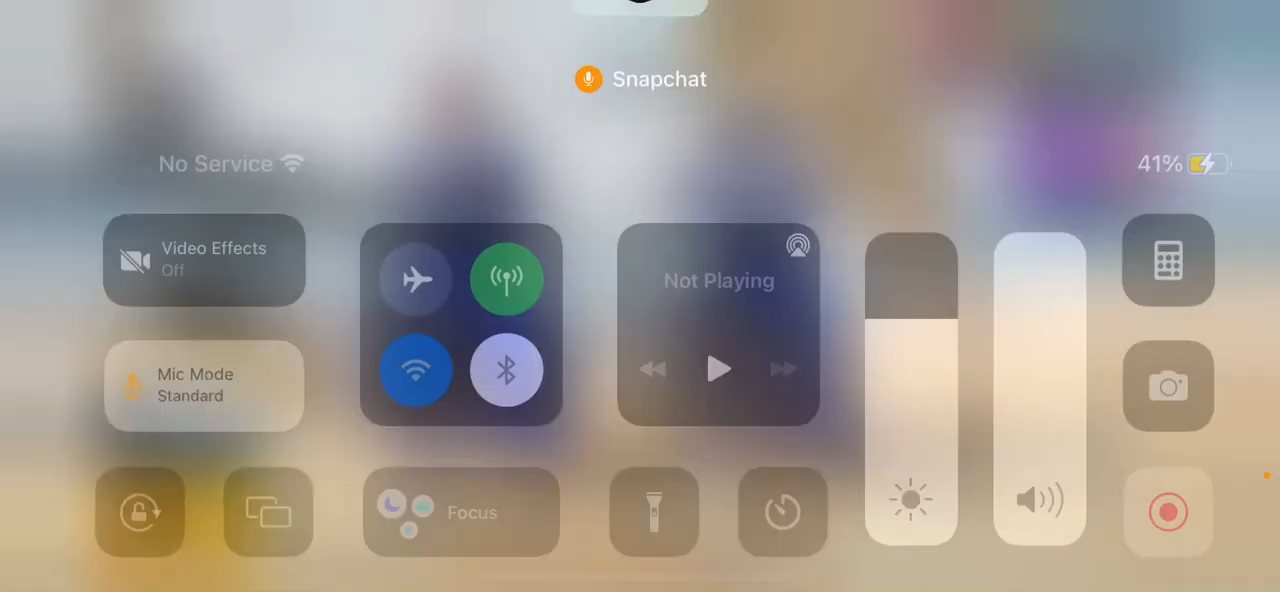 Snapchat
No Service
41%
Video Effects
Off
Not Playing
Mic Mode
Standard
Focus